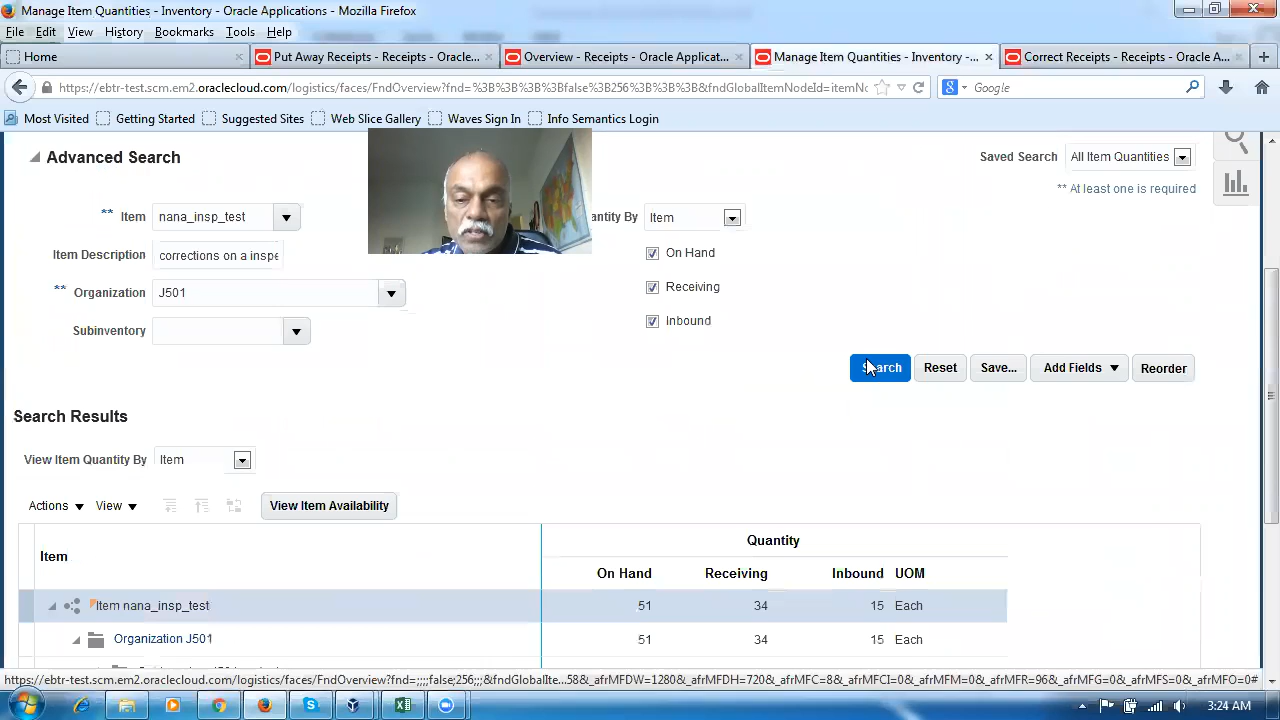 Manage Item Quantities - Inventory - Oracle Applications - Mozilla Firefox
File Edit View History Bookmarks Tools Help
Home
Put Away Receipts - Receipts - Oracle...
Overview - Receipts - Oracle Applicat...
Manage Item Quantities - Inventory -...
Correct Receipts - Receipts - Oracle A...
https://ebtr-test.scm.em2.oraclecloud.com/logistics/faces/FndOverview?fnd=%3B%3B%3Bfalse%3B256%3B%3B%3B&fndGlobalItemNodeId=itemNo
Google
Most Visited Getting Started Suggested Sites Web Slice Gallery Waves Sign In Info Semantics Login
Advanced Search
Saved Search All Item Quantities
** At least one is required
** Item nana_insp_test
ntity By Item
Item Description corrections on a inspe
On Hand
** Organization J501
Receiving
Subinventory
Inbound
Search Reset Save... Add Fields Reorder
Search Results
View Item Quantity By Item
Actions View View Item Availability
Item
Quantity
On Hand Receiving Inbound UOM
Item nana_insp_test 51 34 15 Each
Organization J501 51 34 15 Each
https://ebtr-test.scm.em2.oraclecloud.com/logistics/faces/FndOverview?fnd=;;;;false;256;;;&fndGlobalIte...58&_afrMFDW=1280&_afrMFDH=720&_afrMFC=8&_afrMFCI=0&_afrMFM=0&_afrMFR=96&_afrMFG=0&_afrMFS=0&_afrMFO=0#
3:24 AM